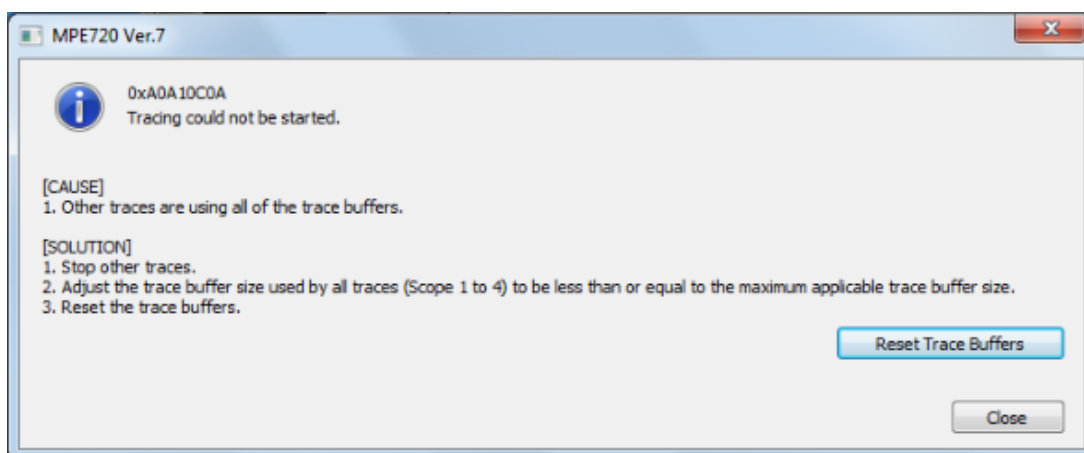 MPE720 Ver.7
0xA0A10C0A
Tracing could not be started.
[CAUSE]
1. Other traces are using all of the trace buffers.
[SOLUTION]
1. Stop other traces.
2. Adjust the trace buffer size used by all traces (Scope 1 to 4) to be less than or equal to the maximum applicable trace buffer size.
3. Reset the trace buffers.
Reset Trace Buffers
Close